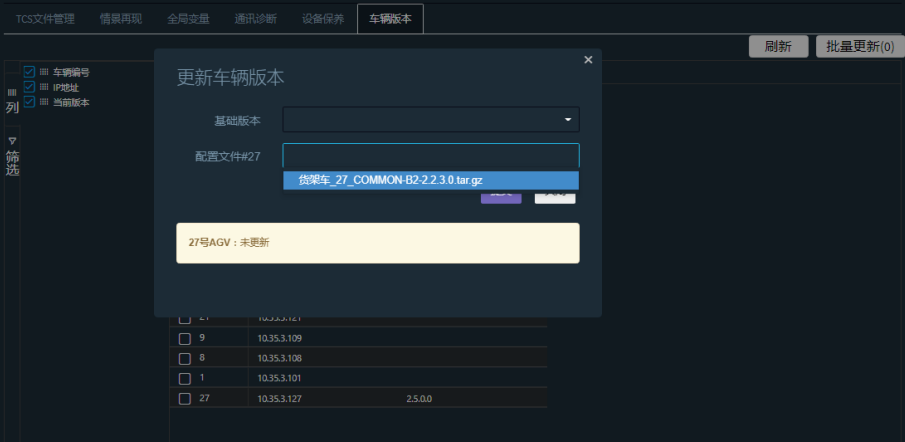 TCS文件管理 情景再现 全局变量 通讯诊断 设备保养 车辆版本
刷新 批量更新(0)
×
更新车辆版本
车辆编号
IP地址
当前版本
列
筛选
基础版本
配置文件#27
货架车_27_COMMON-B2-2.2.3.0.tar.gz
27号AGV：未更新
9 10.35.3.109
8 10.35.3.108
1 10.35.3.101
27 10.35.3.127 2.5.0.0